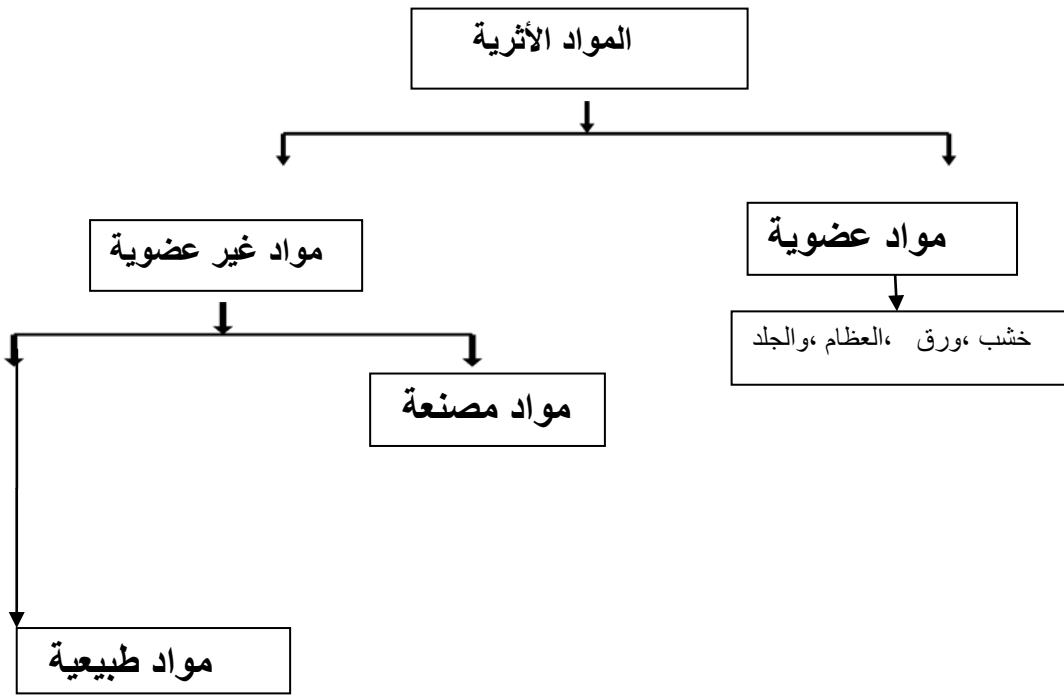 المواد الأثرية
مواد عضوية
مواد غير عضوية
خشب ،ورق ،العظام ،والجلد
مواد مصنعة
مواد طبيعية